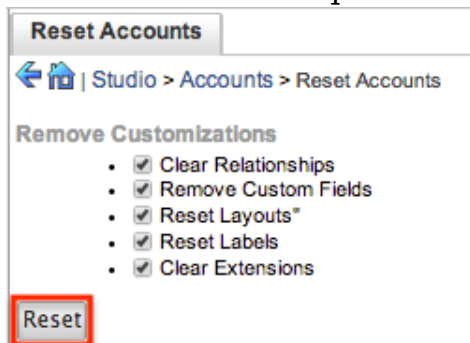 Reset Accounts
| Studio > Accounts > Reset Accounts
Remove Customizations
Clear Relationships
Remove Custom Fields
Reset Layouts*
Reset Labels
Clear Extensions
Reset